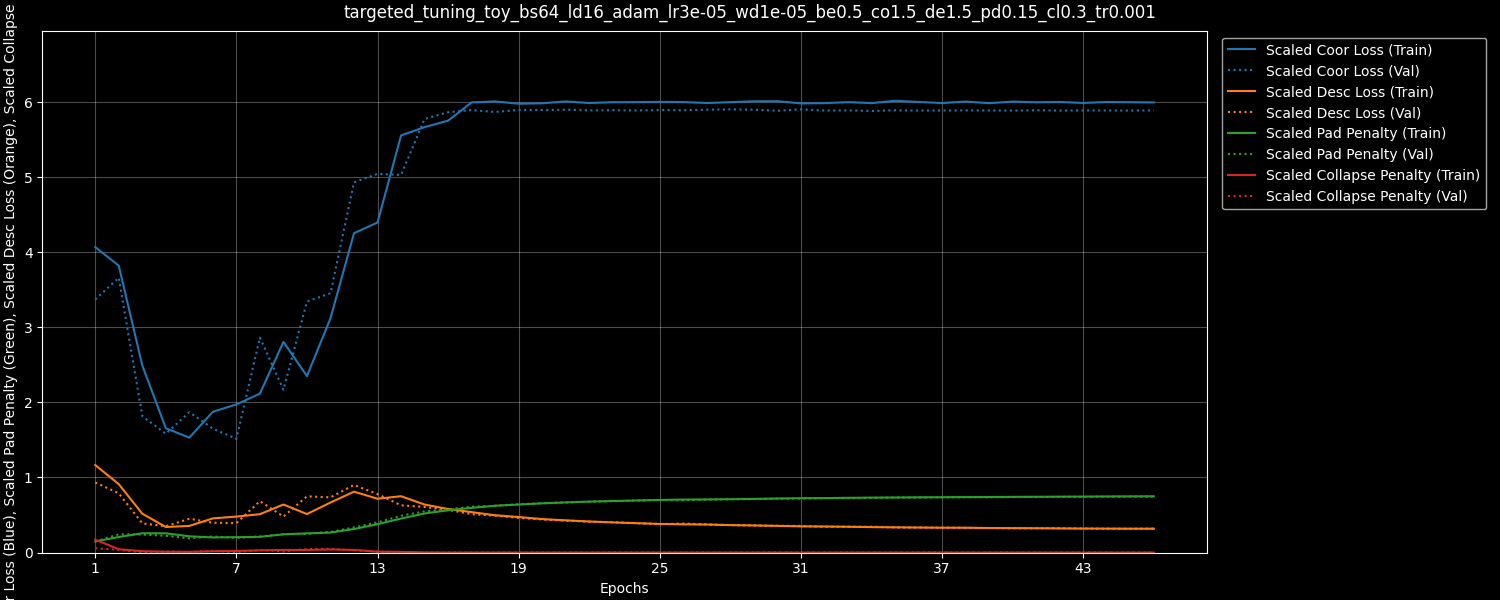 targeted_tuning_toy_bs64_ld16_adam_lr3e-05_wd1e-05_be0.5_co1.5_de1.5_pd0.15_cl0.3_tr0.001
r Loss (Blue), Scaled Pad Penalty (Green), Scaled Desc Loss (Orange), Scaled Collapse
6
5
4
3
2
1
0
1 7 13 19 25 31 37 43
Epochs
Scaled Coor Loss (Train)
Scaled Coor Loss (Val)
Scaled Desc Loss (Train)
Scaled Desc Loss (Val)
Scaled Pad Penalty (Train)
Scaled Pad Penalty (Val)
Scaled Collapse Penalty (Train)
Scaled Collapse Penalty (Val)